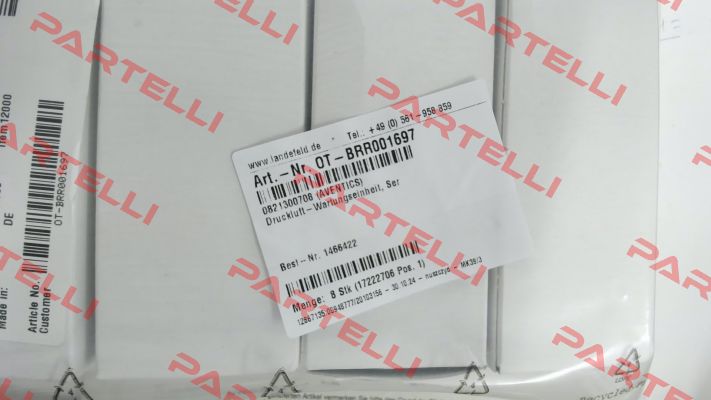 www.landefeld.de · Tel.. +49 (0) 561-958 859
Art.-Nr. OT-BRR001697
0821300708 (AVENTICS)
Druckluft-Wartungseinheit, Ser
Best-Nr. 1466422
Menge: 8 Stk (17222706 Pos. 1)
Made in:
DE
Item12000
Article No.:
Customer
OT-BRR001697
PARTELLI
PARTELLI
PARTELLI
PARTELLI
PARTELLI
PARTELLI
PARTELLI
PARTELLI